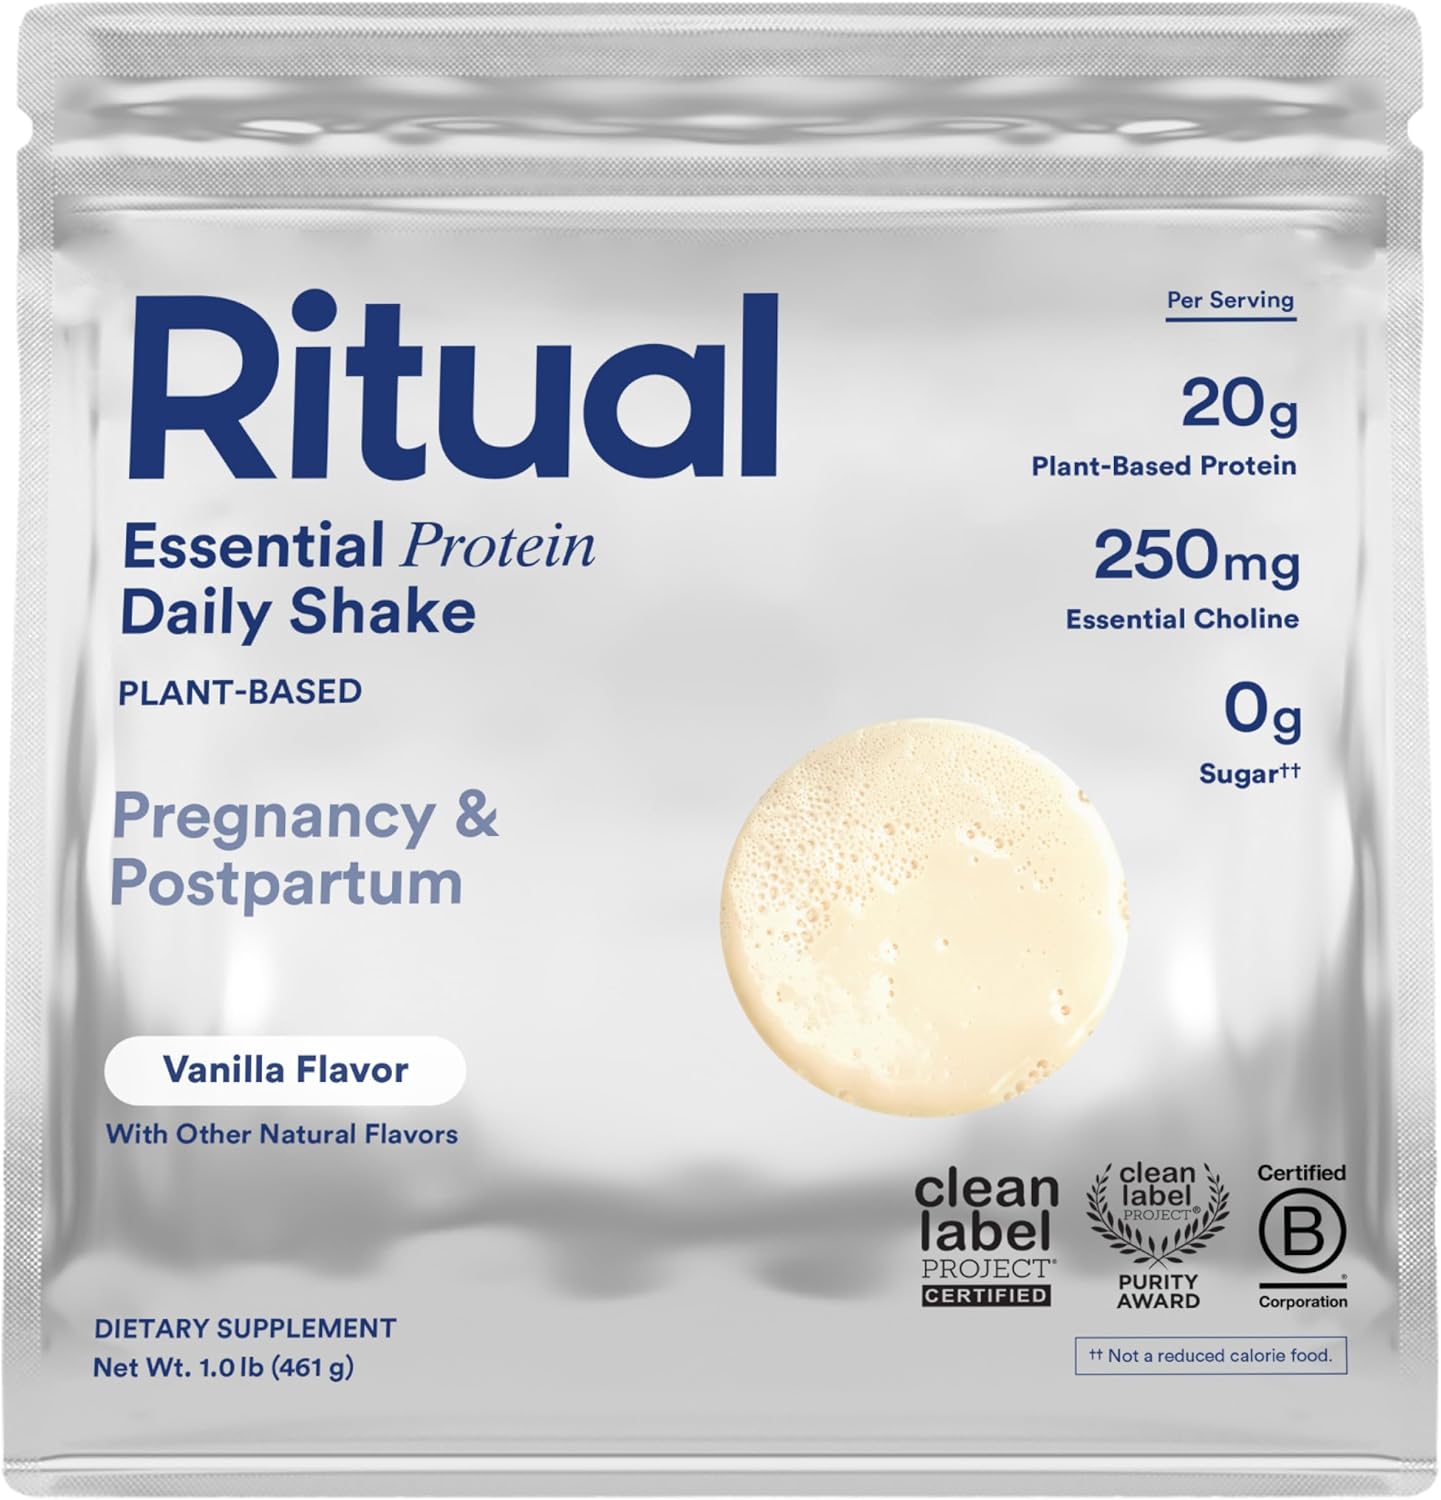 Ritual
Essential Protein
Daily Shake
PLANT-BASED
Pregnancy &
Postpartum
Vanilla Flavor
With Other Natural Flavors
DIETARY SUPPLEMENT
Net Wt. 1.0 lb (461 g)
Per Serving
20g
Plant-Based Protein
250mg
Essential Choline
0g
Sugar††
clean
label
PROJECT®
CERTIFIED
clean
label
PROJECT®
PURITY
AWARD
Certified
B
®
Corporation
†† Not a reduced calorie food.